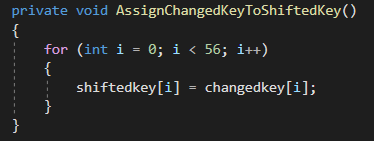 private void AssignChangedKeyToShiftedKey()
{
for (int i = 0; i < 56; i++)
{
shiftedkey[i] = changedkey[i];
}
}